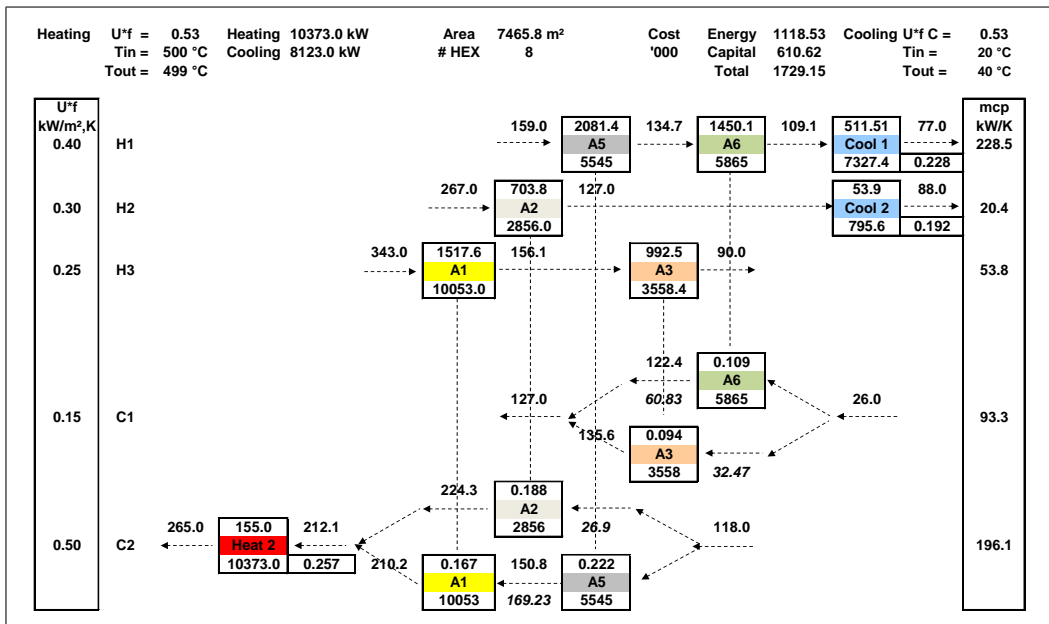 Heating U*f = 0.53 Heating 10373.0 kW Area 7465.8 m² Cost Energy 1118.53 Cooling U*f C = 0.53
Tin = 500 °C Cooling 8123.0 kW # HEX 8 '000 Capital 610.62 Tin = 20 °C
Tout = 499 °C Total 1729.15 Tout = 40 °C
U*f mcp
kW/m²,K 159.0 2081.4 134.7 1450.1 109.1 511.51 77.0 kW/K
0.40 H1 A5 A6 Cool 1 228.5
5545 5865 7327.4 0.228
267.0 703.8 127.0 53.9 88.0
0.30 H2 A2 Cool 2 20.4
2856.0 795.6 0.192
343.0 1517.6 156.1 992.5 90.0
0.25 H3 A1 A3 53.8
10053.0 3558.4
122.4 0.109
A6
127.0 60.83 5865 26.0
0.15 C1 93.3
135.6 0.094
A3
3558 32.47
224.3 0.188
A2
265.0 155.0 212.1 2856 26.9 118.0
0.50 C2 Heat 2 196.1
10373.0 0.257 210.2 0.167 150.8 0.222
A1 A5
10053 169.23 5545